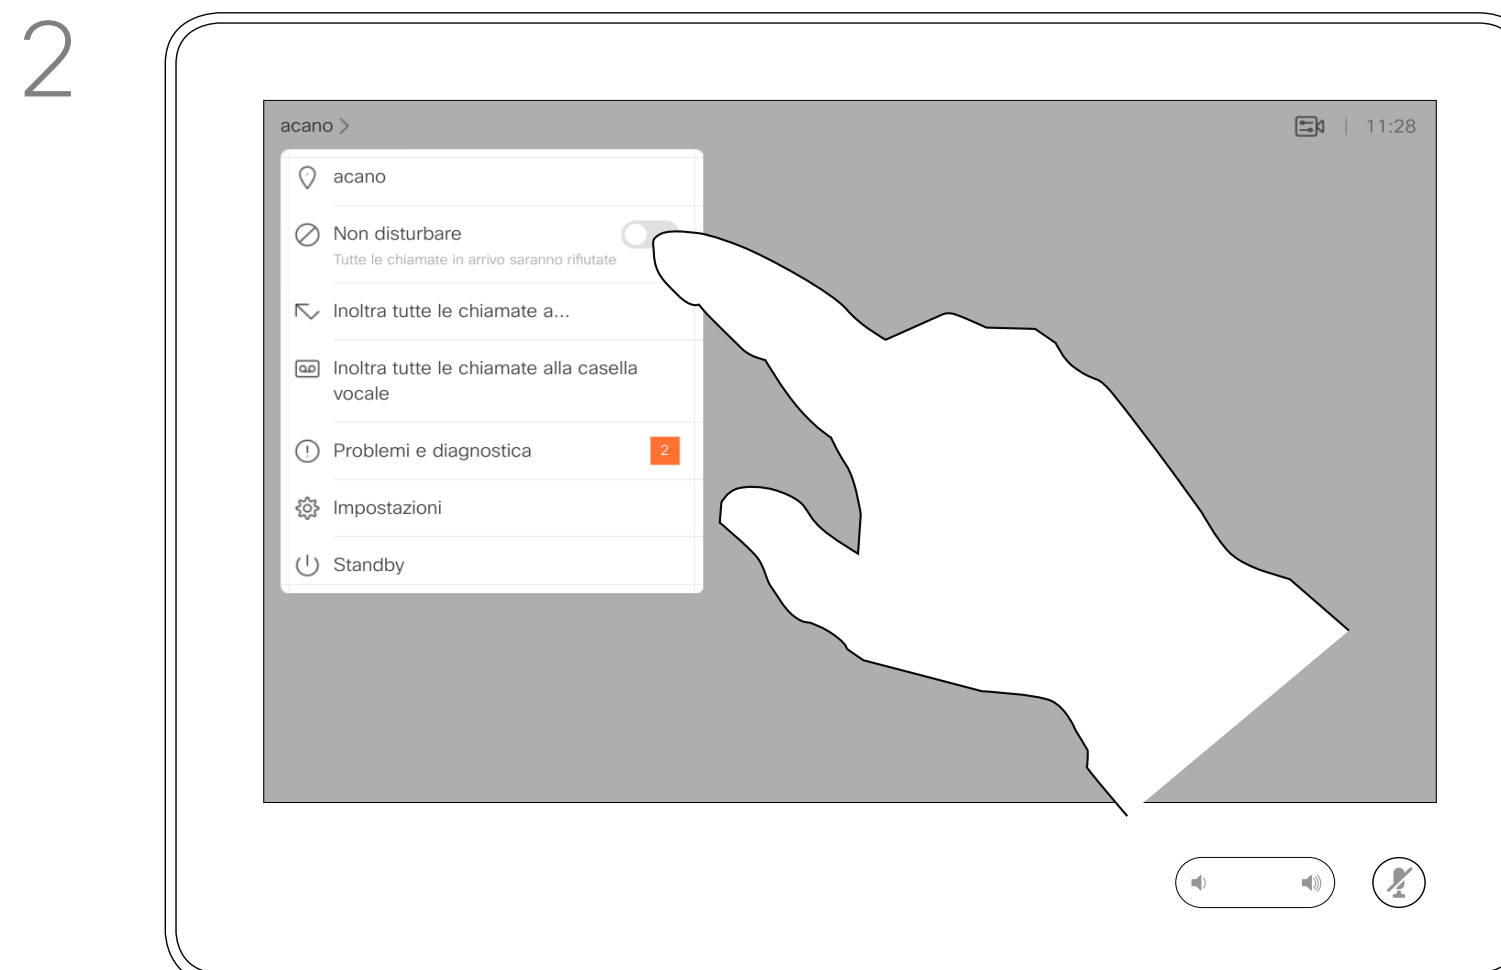 2
acano
11:28
acano
Non disturbare
Tutte le chiamate in arrivo saranno rifiutate
Inoltra tutte le chiamate a...
Inoltra tutte le chiamate alla casella
vocale
Problemi e diagnostica
2
Impostazioni
Standby